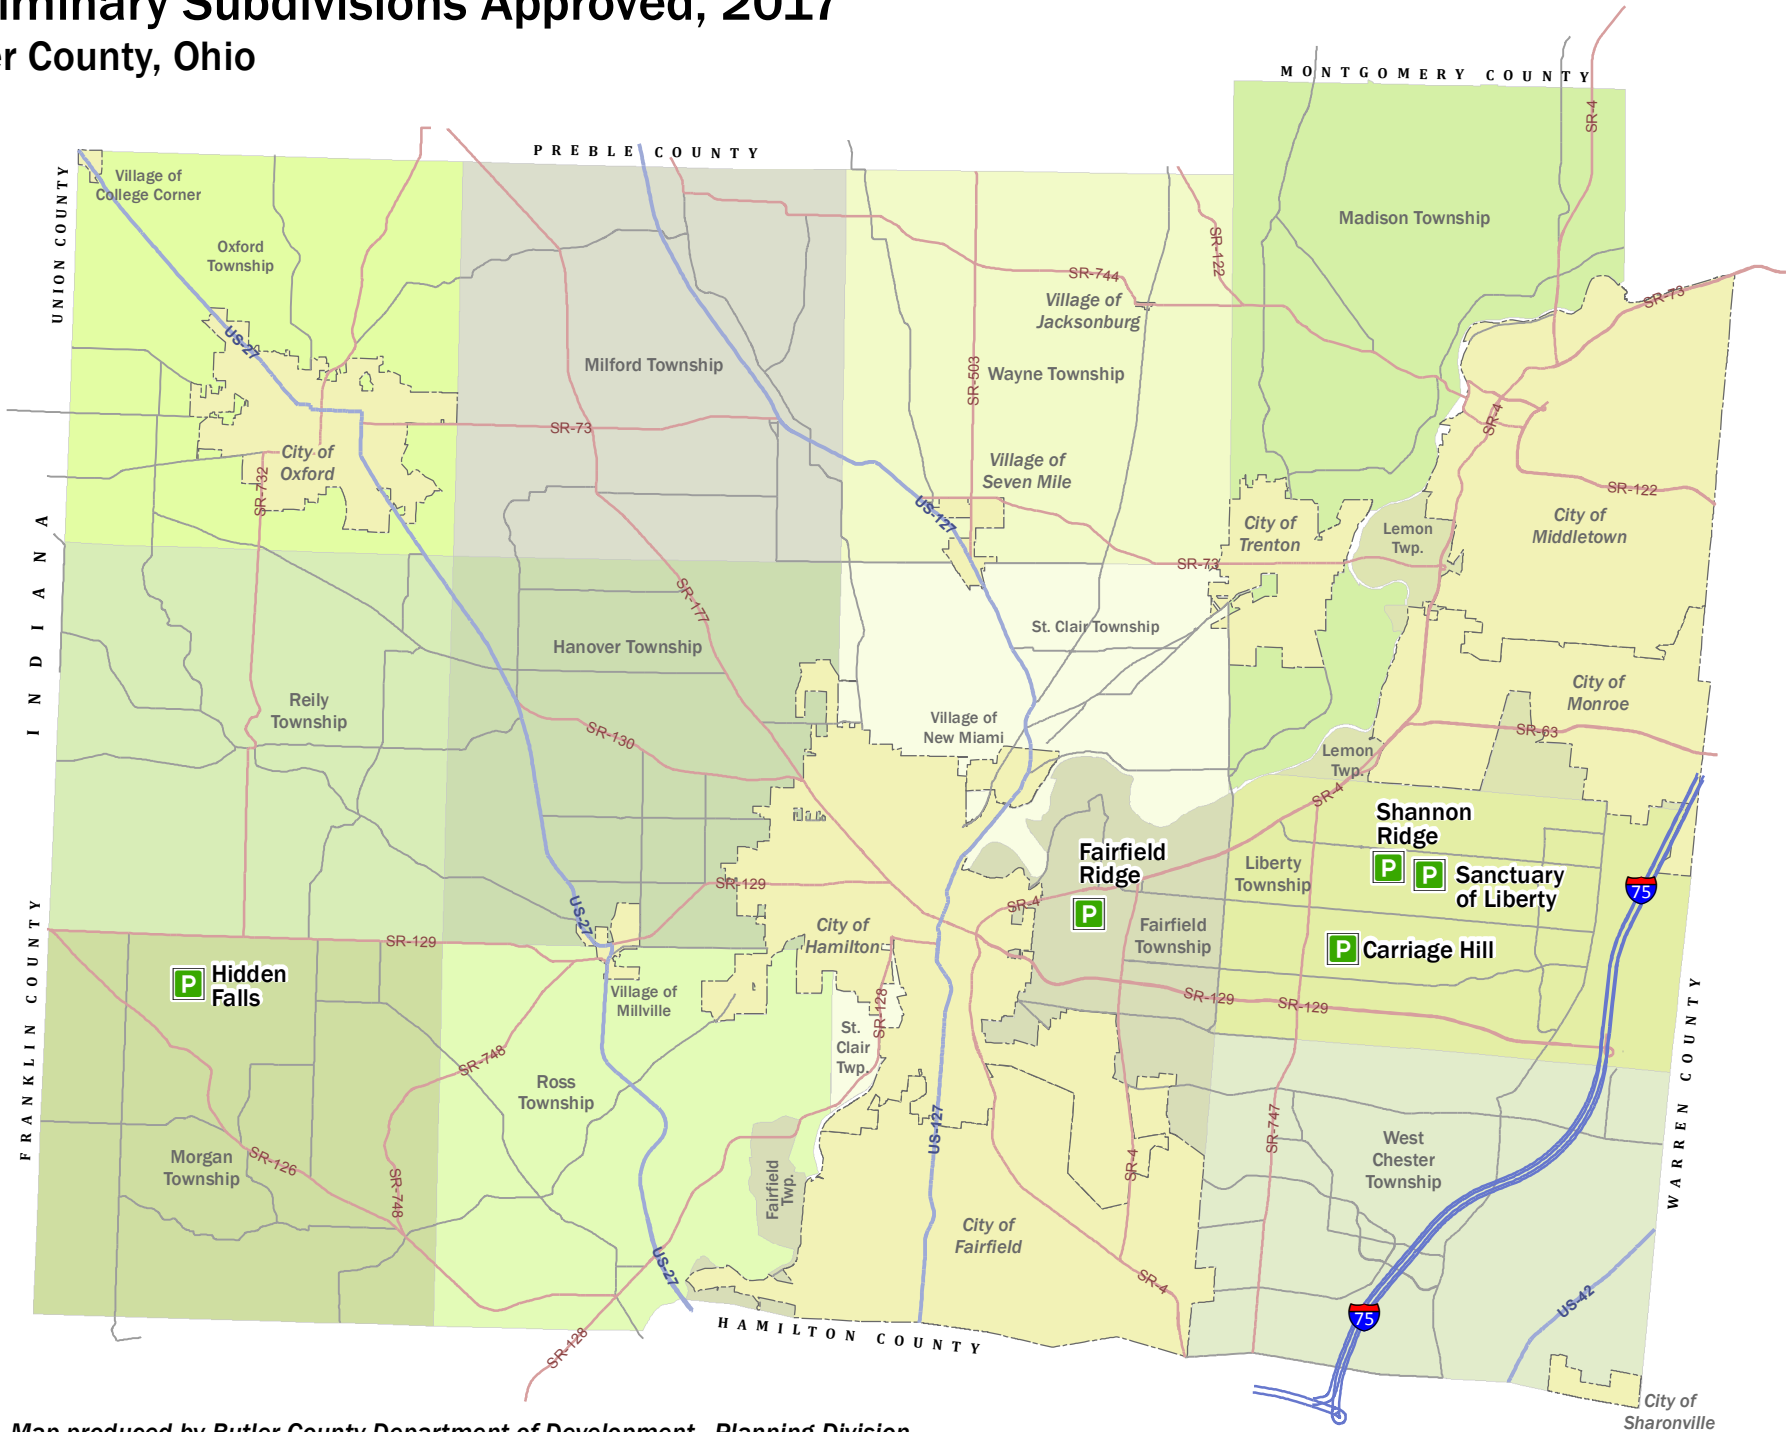 Subdivisions Approved, 2017
County, Ohio
MONTGOMERY COUNTY
PREBLE COUNTY
UNION COUNTY
INDIANA
FRANKLIN COUNTY
HAMILTON COUNTY
WARREN COUNTY
Village of
College Corner
Oxford
Township
US-27
City of
Oxford
SR-732
SR-73
Milford Township
SR-744
SR-122
SR-503
Village of
Jacksonburg
Wayne Township
Village of
Seven Mile
US-127
SR-73
Madison Township
SR-4
SR-73
SR-4
SR-122
City of
Trenton
Lemon
Twp.
City of
Middletown
Reily
Township
Hanover Township
SR-177
SR-130
St. Clair Township
Village of
New Miami
City of
Monroe
SR-63
Lemon
Twp.
SR-4
Shannon
Ridge
P
P
Sanctuary
of Liberty
75
Fairfield
Ridge
P
Liberty
Township
SR-4
Fairfield
Township
P
Carriage Hill
SR-129
SR-129
SR-129
City of
Hamilton
US-27
SR-129
P
Hidden
Falls
Village of
Millville
St.
Clair
Twp.
SR-128
SR-748
Ross
Township
Morgan
Township
SR-126
SR-748
Fairfield
Twp.
US-127
SR-4
SR-747
West
Chester
Township
City of
Fairfield
US-27
SR-4
75
US-42
SR-128
City of
Sharonville
Map produced by Butler County Department of Development - Planning Division